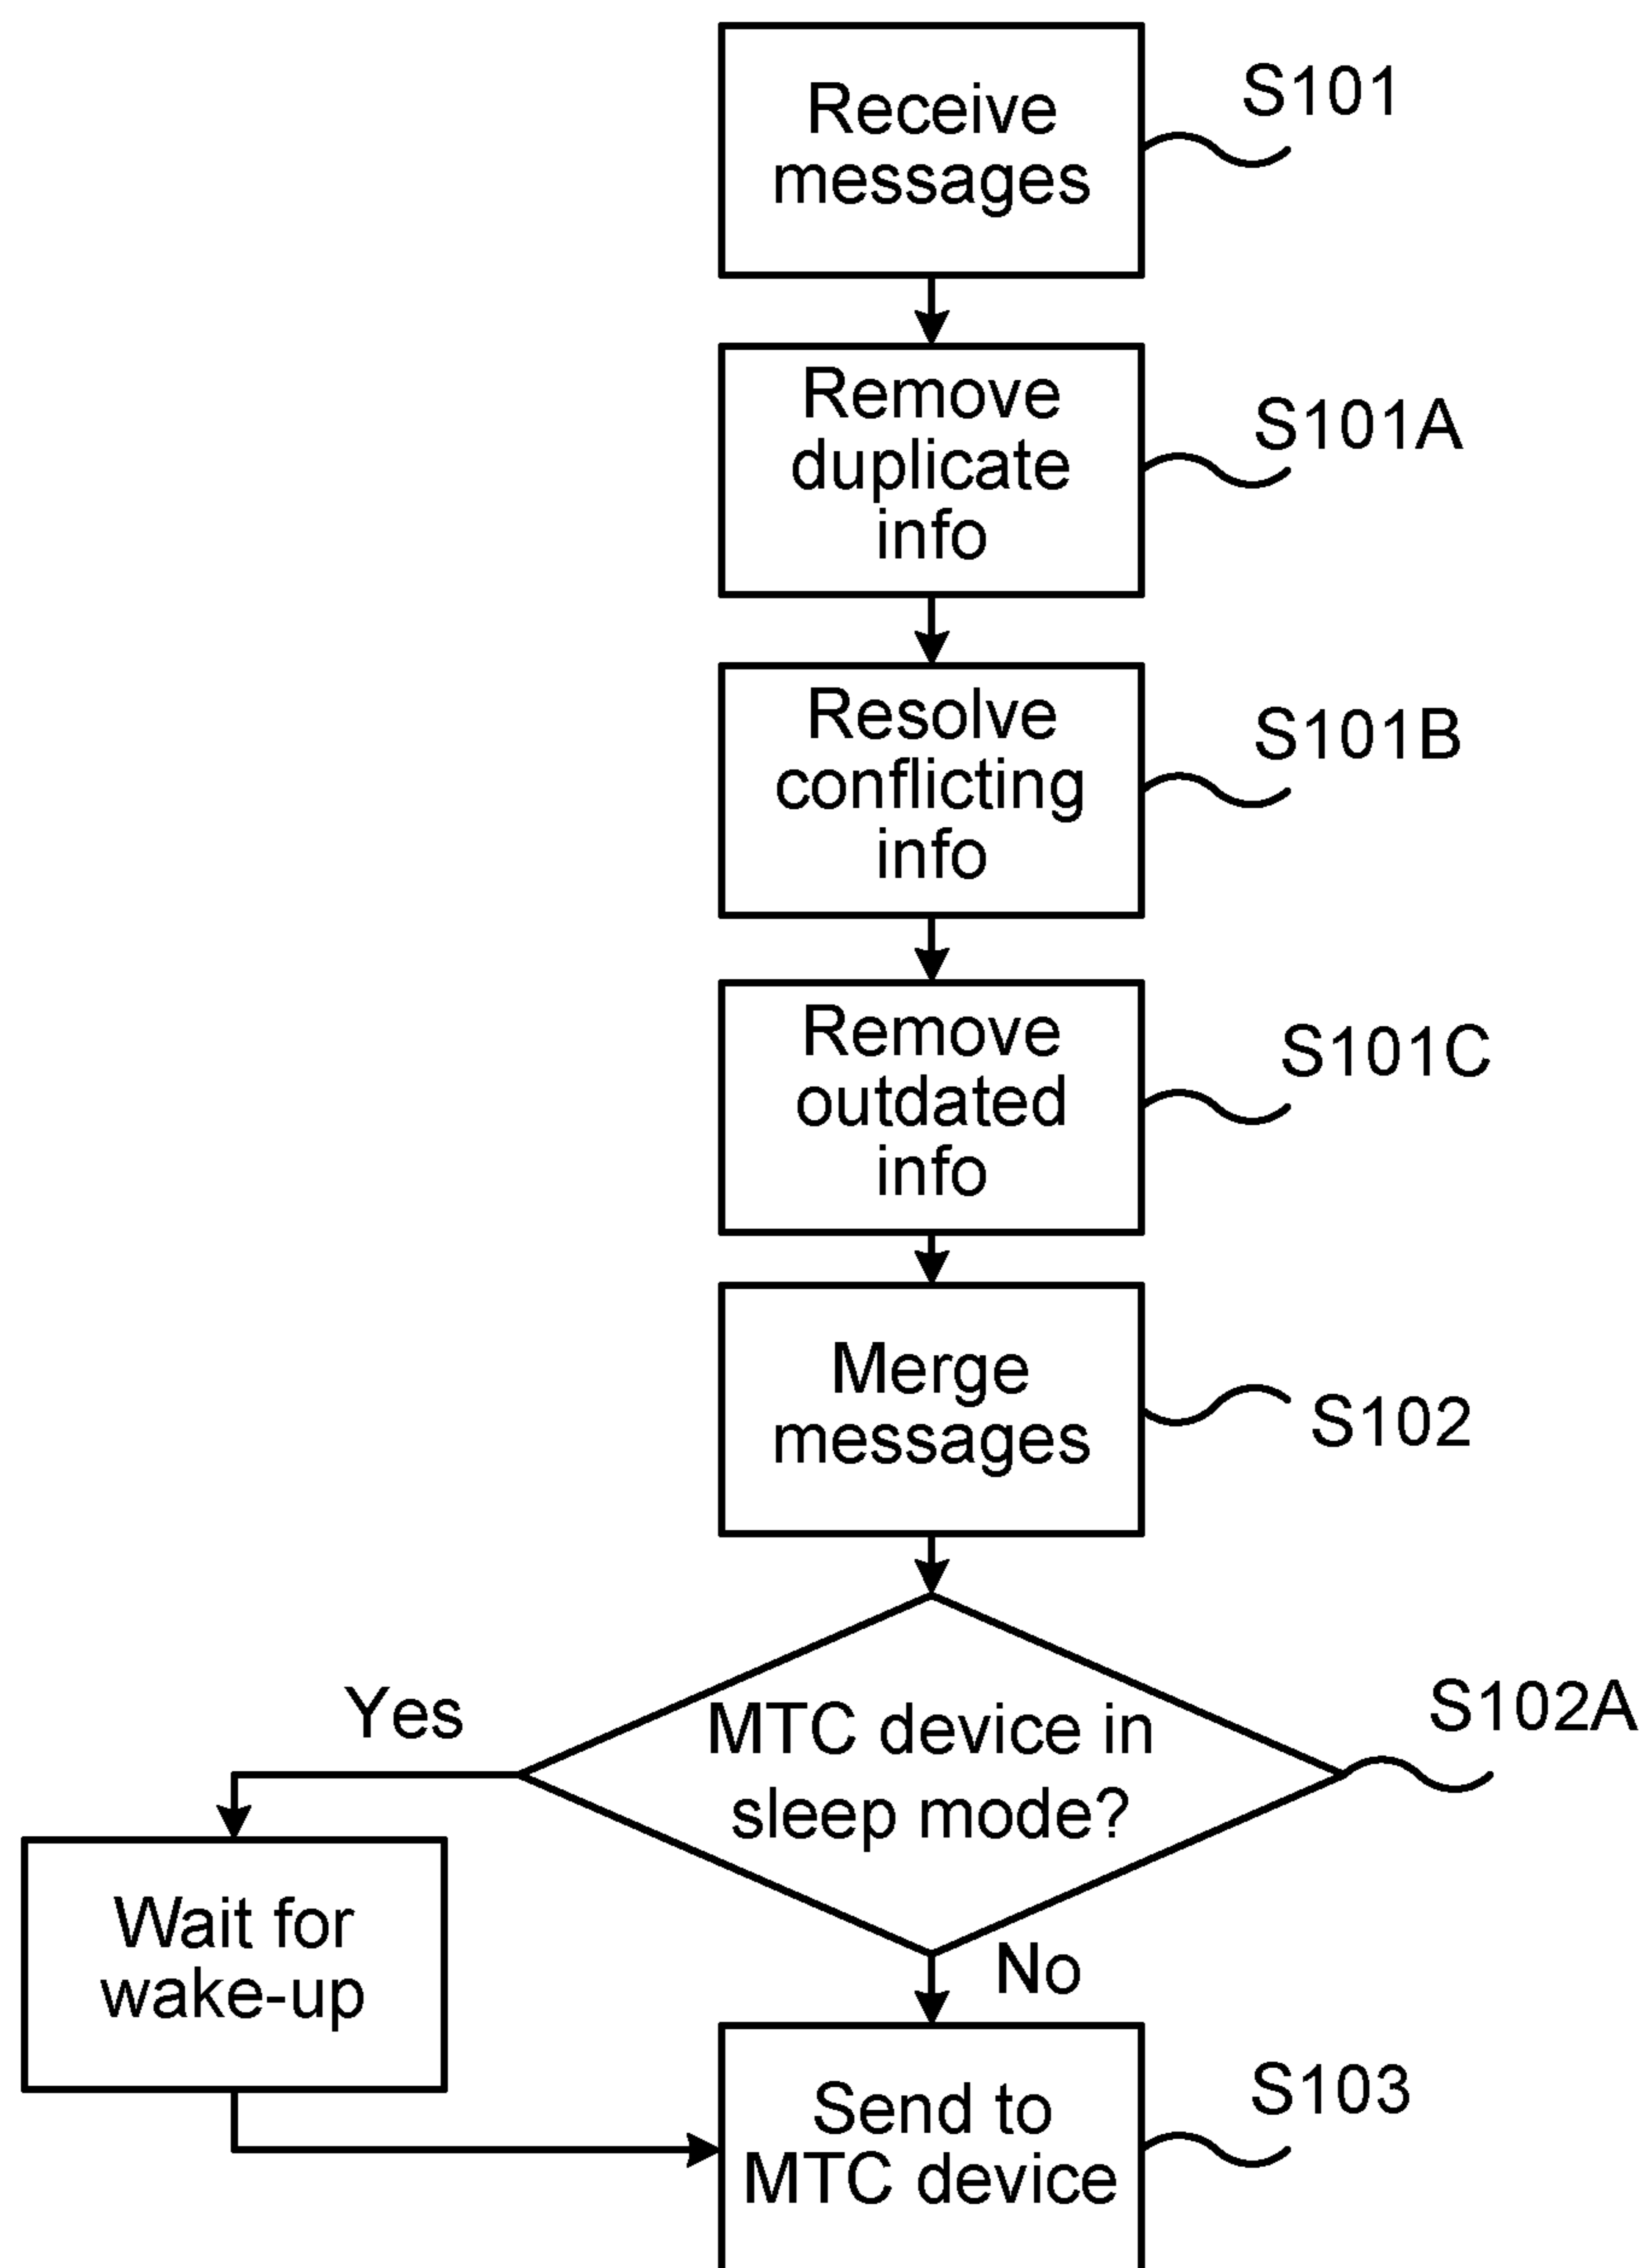 Receive
messages
S101
Remove
duplicate
info
S101A
Resolve
conflicting
info
S101B
Remove
outdated
info
S101C
Merge
messages
S102
MTC device in
sleep mode?
S102A
Yes
No
Wait for
wake-up
Send to
MTC device
S103